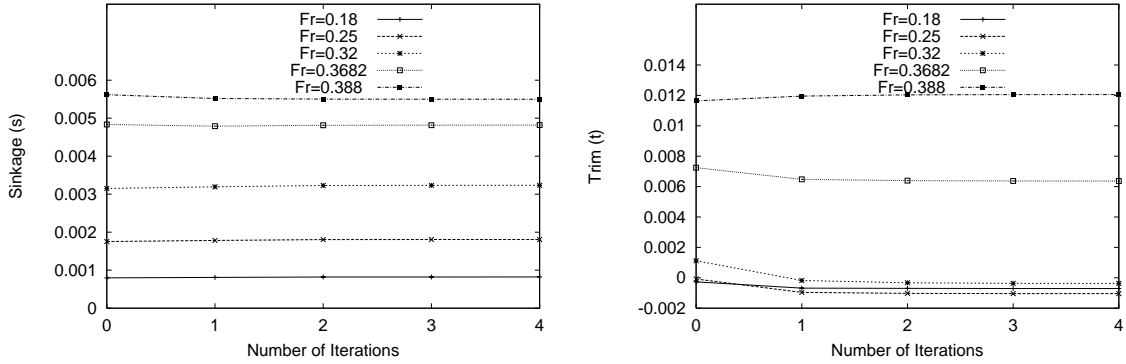 Fr=0.18
Fr=0.25
Fr=0.32
Fr=0.3682
Fr=0.388
0.006
0.005
0.004
0.003
0.002
0.001
0
0 1 2 3 4
Sinkage (s)
Number of Iterations
Fr=0.18
Fr=0.25
Fr=0.32
Fr=0.3682
Fr=0.388
0.014
0.012
0.01
0.008
0.006
0.004
0.002
0
-0.002
0 1 2 3 4
Trim (t)
Number of Iterations